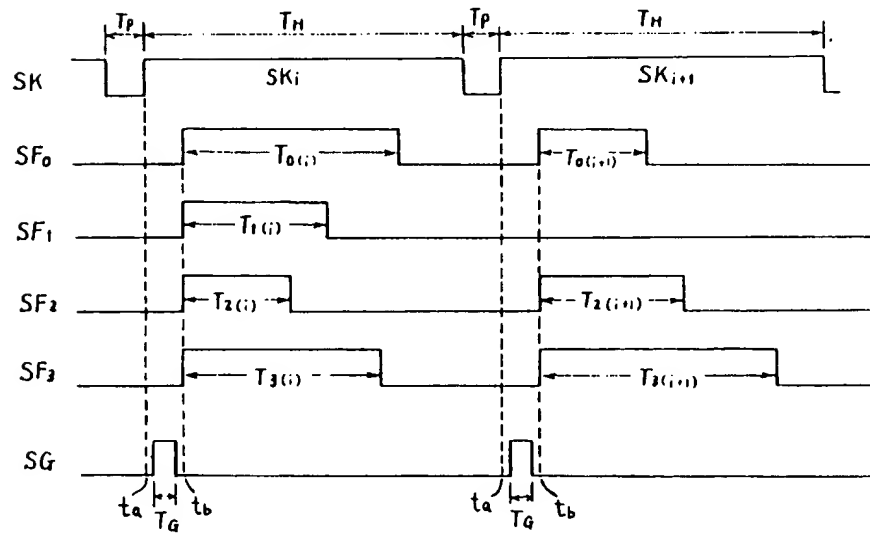 TP TH TP TH
SK SKi SKi+1
SF0 T0(i) T0(i+1)
SF1 T1(i)
SF2 T2(i) T2(i+1)
SF3 T3(i) T3(i+1)
SG
ta tb ta tb
TG TG